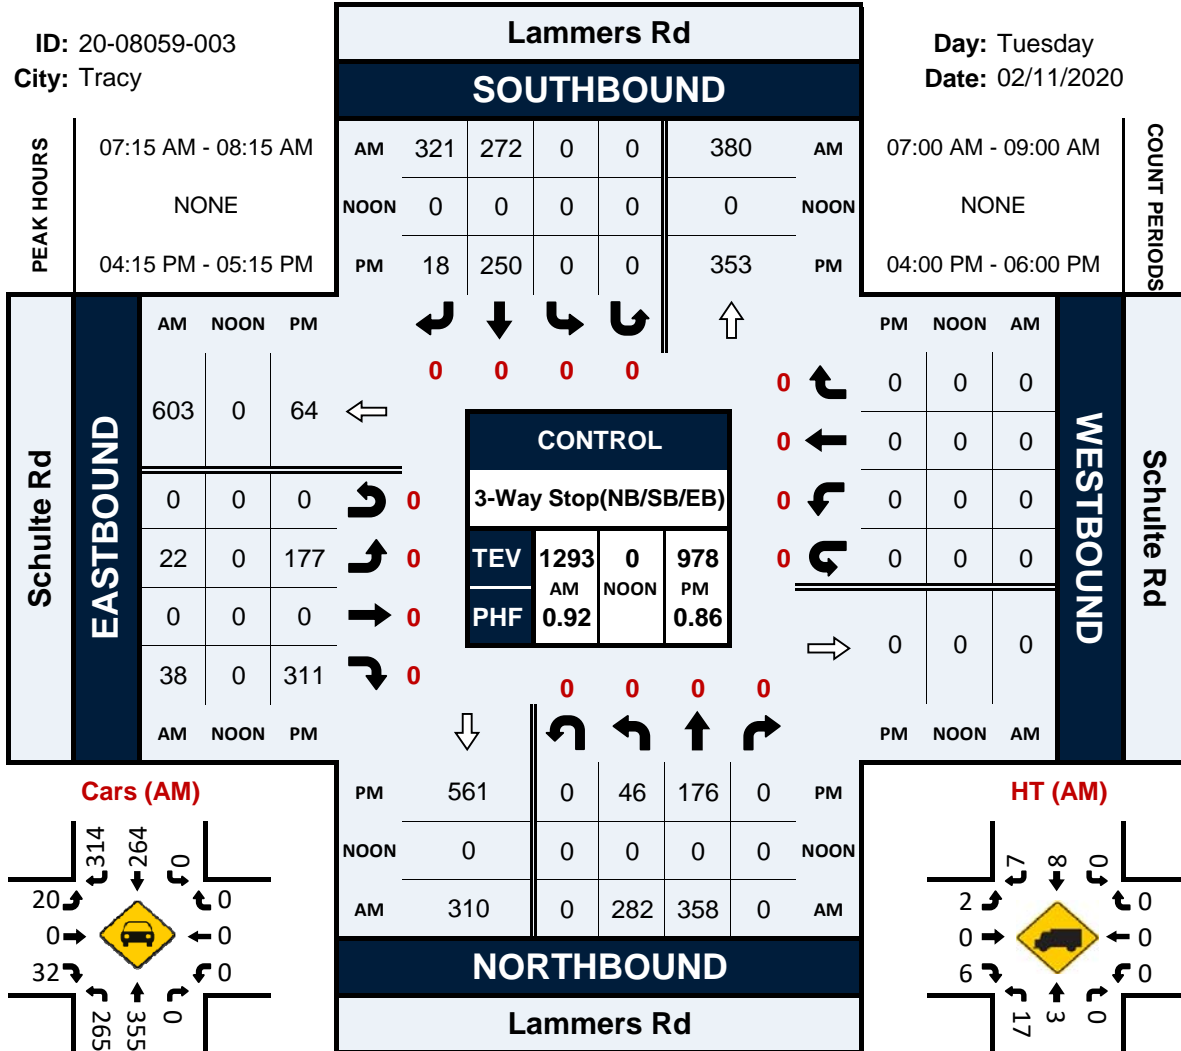 Lammers Rd
ID: 20-08059-003
Day: Tuesday
City: Tracy
SOUTHBOUND
Date: 02/11/2020
PEAK HOURS
07:15 AM - 08:15 AM
NONE
04:15 PM - 05:15 PM
AM 321 272 0 0 380 AM
NOON 0 0 0 0 0 NOON
PM 18 250 0 0 353 PM
07:00 AM - 09:00 AM
NONE
04:00 PM - 06:00 PM
COUNT PERIODS
0 0 0 0
Schulte Rd
EASTBOUND
AM NOON PM
603 0 64
0 0 0 0
22 0 177 0
0 0 0 0
38 0 311 0
AM NOON PM
CONTROL
3-Way Stop(NB/SB/EB)
TEV 1293 0 978
AM NOON PM
PHF 0.92 0.86
PM NOON AM
0 0 0 0
0 0 0 0
0 0 0 0
0 0 0 0
0 0 0
PM NOON AM
WESTBOUND
Schulte Rd
0 0 0 0
PM 561 0 46 176 0 PM
NOON 0 0 0 0 0 NOON
AM 310 0 282 358 0 AM
NORTHBOUND
Lammers Rd
Cars (AM)
314 264 0
20 0
0 0
32 0
265 355 0
HT (AM)
7 8 0
2 0
0 0
6 0
17 3 0